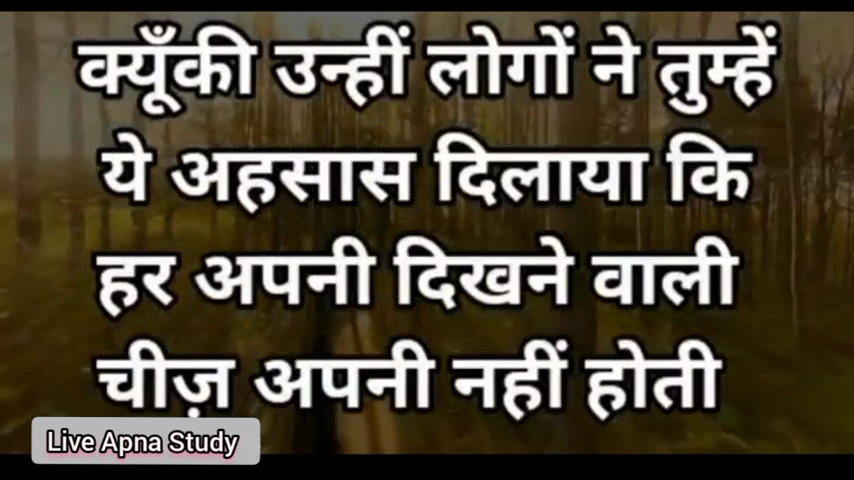 क्यूँकी उन्हीं लोगों ने तुम्हें
ये अहसास दिलाया कि
हर अपनी दिखने वाली
चीज़ अपनी नहीं होती
Live Apna Study